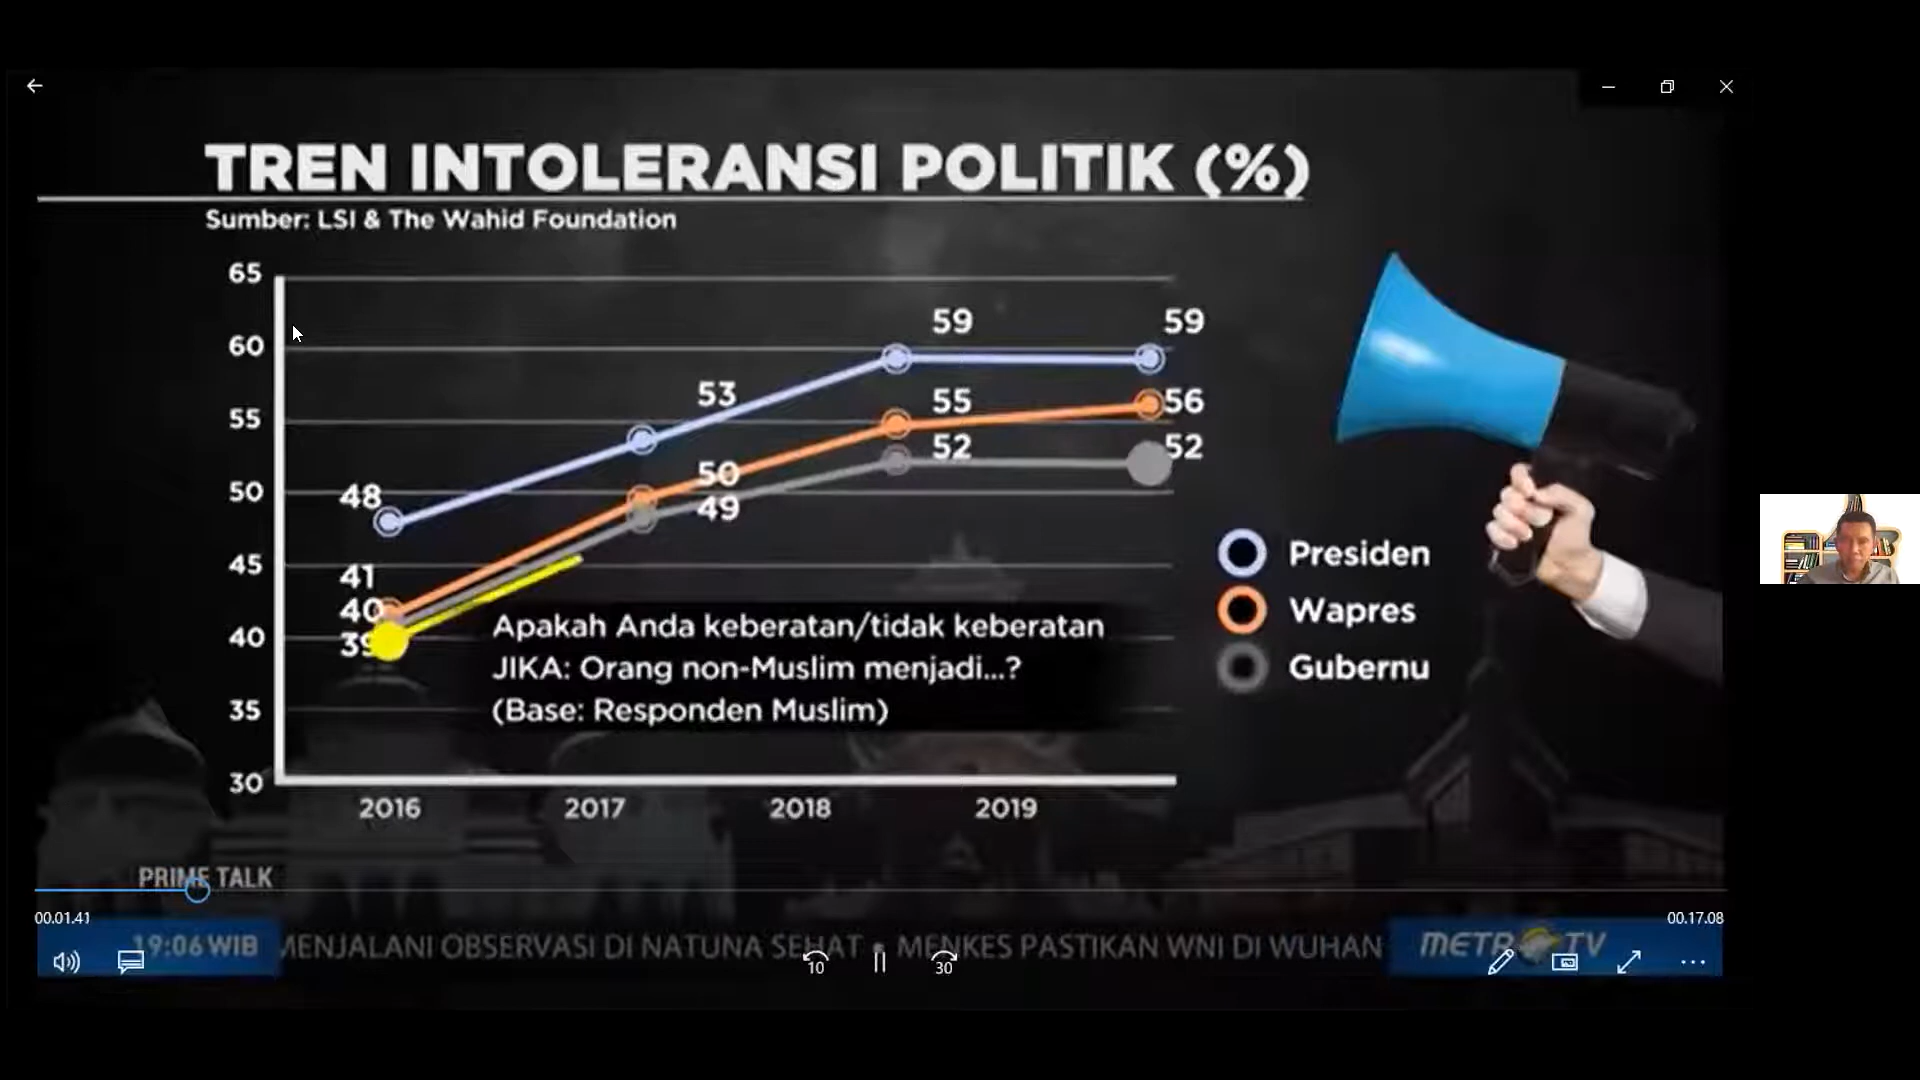 TREN INTOLERANSI POLITIK (%)
Sumber: LSI & The Wahid Foundation
65
60
55
50
45
40
35
30
48
53
59
59
41
50
55
56
40
49
52
52
39
Apakah Anda keberatan/tidak keberatan
JIKA: Orang non-Muslim menjadi...?
(Base: Responden Muslim)
Presiden
Wapres
Gubernu
2016 2017 2018 2019
PRIME TALK
00.01.41
00.17.08
19:06 WIB
MENJALANI OBSERVASI DI NATUNA SEHAT • MENKES PASTIKAN WNI DI WUHAN
METRO TV
10
30